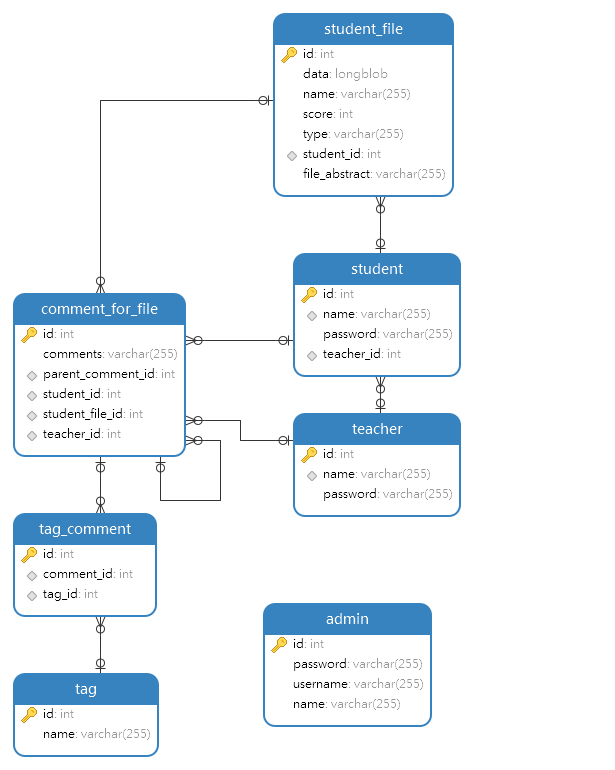 student_file
id: int
data: longblob
name: varchar(255)
score: int
type: varchar(255)
student_id: int
file_abstract: varchar(255)
student
id: int
name: varchar(255)
password: varchar(255)
teacher_id: int
comment_for_file
id: int
comments: varchar(255)
parent_comment_id: int
student_id: int
student_file_id: int
teacher_id: int
teacher
id: int
name: varchar(255)
password: varchar(255)
tag_comment
id: int
comment_id: int
tag_id: int
admin
id: int
password: varchar(255)
username: varchar(255)
name: varchar(255)
tag
id: int
name: varchar(255)